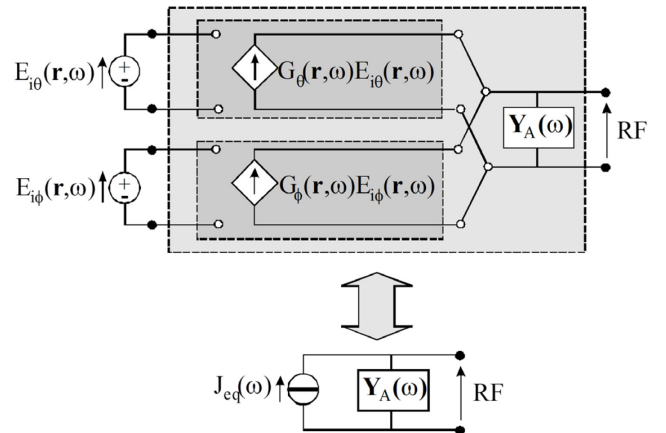 E_iθ(r,ω)
+
-
G_θ(r,ω)E_iθ(r,ω)
Y_A(ω)
RF
E_iϕ(r,ω)
+
-
G_ϕ(r,ω)E_iϕ(r,ω)
J_eq(ω)
Y_A(ω)
RF